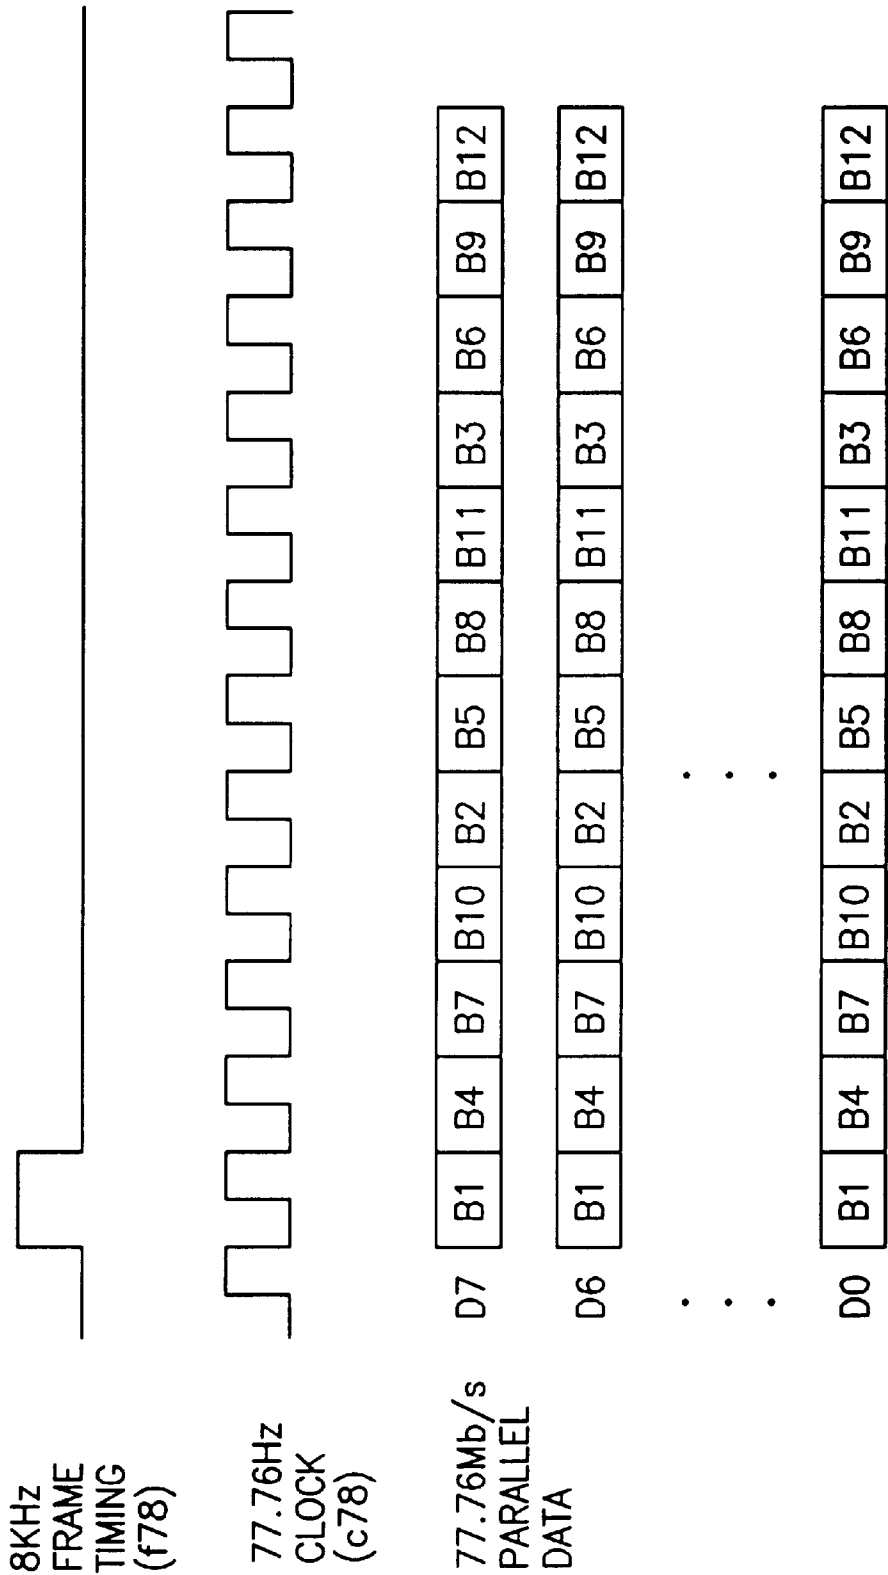 8KHz
FRAME
TIMING
(f78)
77.76Hz
CLOCK
(c78)
77.76Mb/s
PARALLEL
DATA
D7 B1 B4 B7 B10 B2 B5 B8 B11 B3 B6 B9 B12
D6 B1 B4 B7 B10 B2 B5 B8 B11 B3 B6 B9 B12
D0 B1 B4 B7 B10 B2 B5 B8 B11 B3 B6 B9 B12